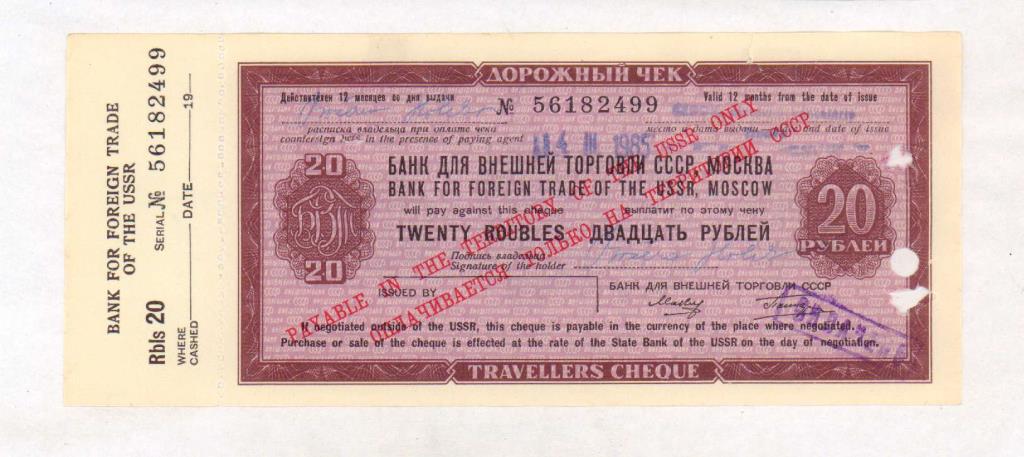 BANK FOR FOREIGN TRADE
OF THE USSR
SERIAL № 56182499
Rbls 20
WHERE
CASHED
DATE 19
ДОРОЖНЫЙ ЧЕК
Действителен 12 месяцев со дня выдачи
№ 56182499
Valid 12 months from the date of issue
расписка владельца при оплате чека
countersign here in the presence of paying agent
место и дата выдачи
and date of issue
4 III 1985
20
БАНК ДЛЯ ВНЕШНЕЙ ТОРГОВЛИ СССР, МОСКВА
BANK FOR FOREIGN TRADE OF THE USSR, MOSCOW
will pay against this cheque
выплатит по этому чеку
БВТ
20
РУБЛЕЙ
TWENTY ROUBLES - ДВАДЦАТЬ РУБЛЕЙ
20
Подпись владельца
Signature of the holder
ISSUED BY
БАНК ДЛЯ ВНЕШНЕЙ ТОРГОВЛИ СССР
PAYABLE IN THE TERRITORY OF THE USSR ONLY
ОПЛАЧИВАЕТСЯ ТОЛЬКО НА ТЕРРИТОРИИ СССР
If negotiated outside of the USSR, this cheque is payable in the currency of the place where negotiated.
Purchase or sale of the cheque is effected at the rate of the State Bank of the USSR on the day of negotiation.
TRAVELLERS CHEQUE